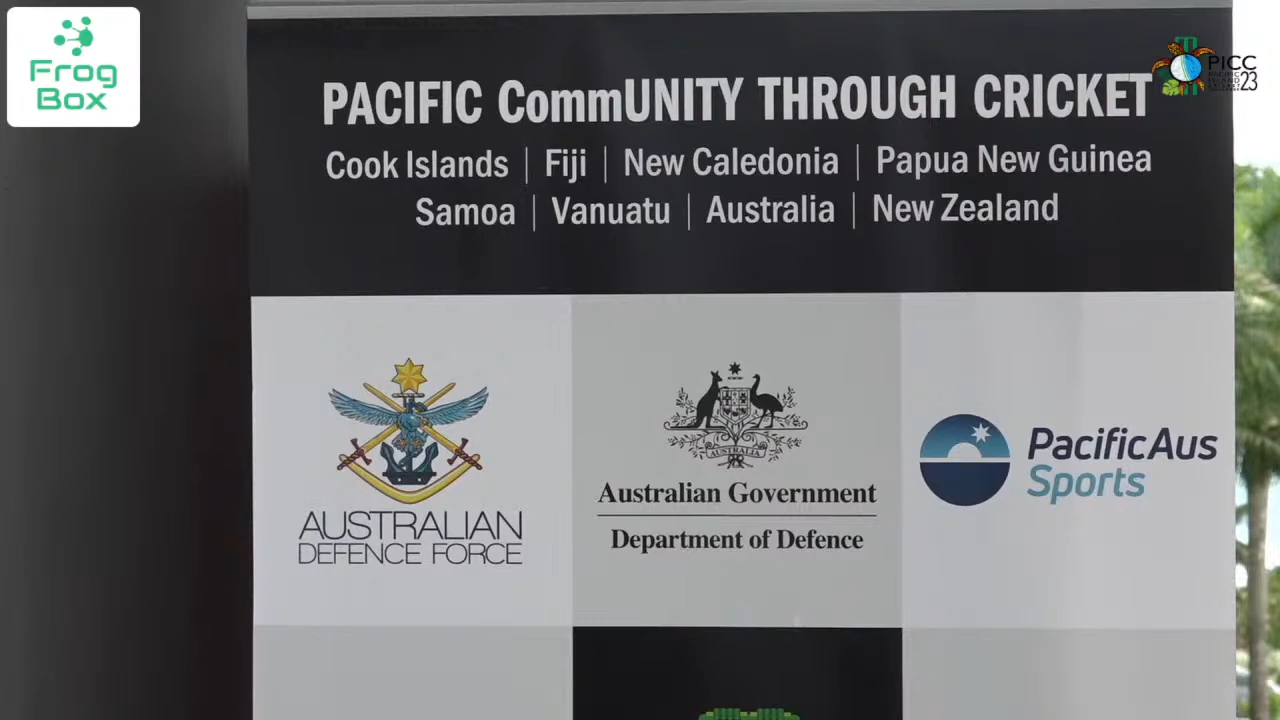 Frog
Box
PICC
23
PACIFIC CommUNITY THROUGH CRICKET
Cook Islands | Fiji | New Caledonia | Papua New Guinea
Samoa | Vanuatu | Australia | New Zealand
AUSTRALIAN
DEFENCE FORCE
AUSTRALIA
Australian Government
Department of Defence
PacificAus
Sports